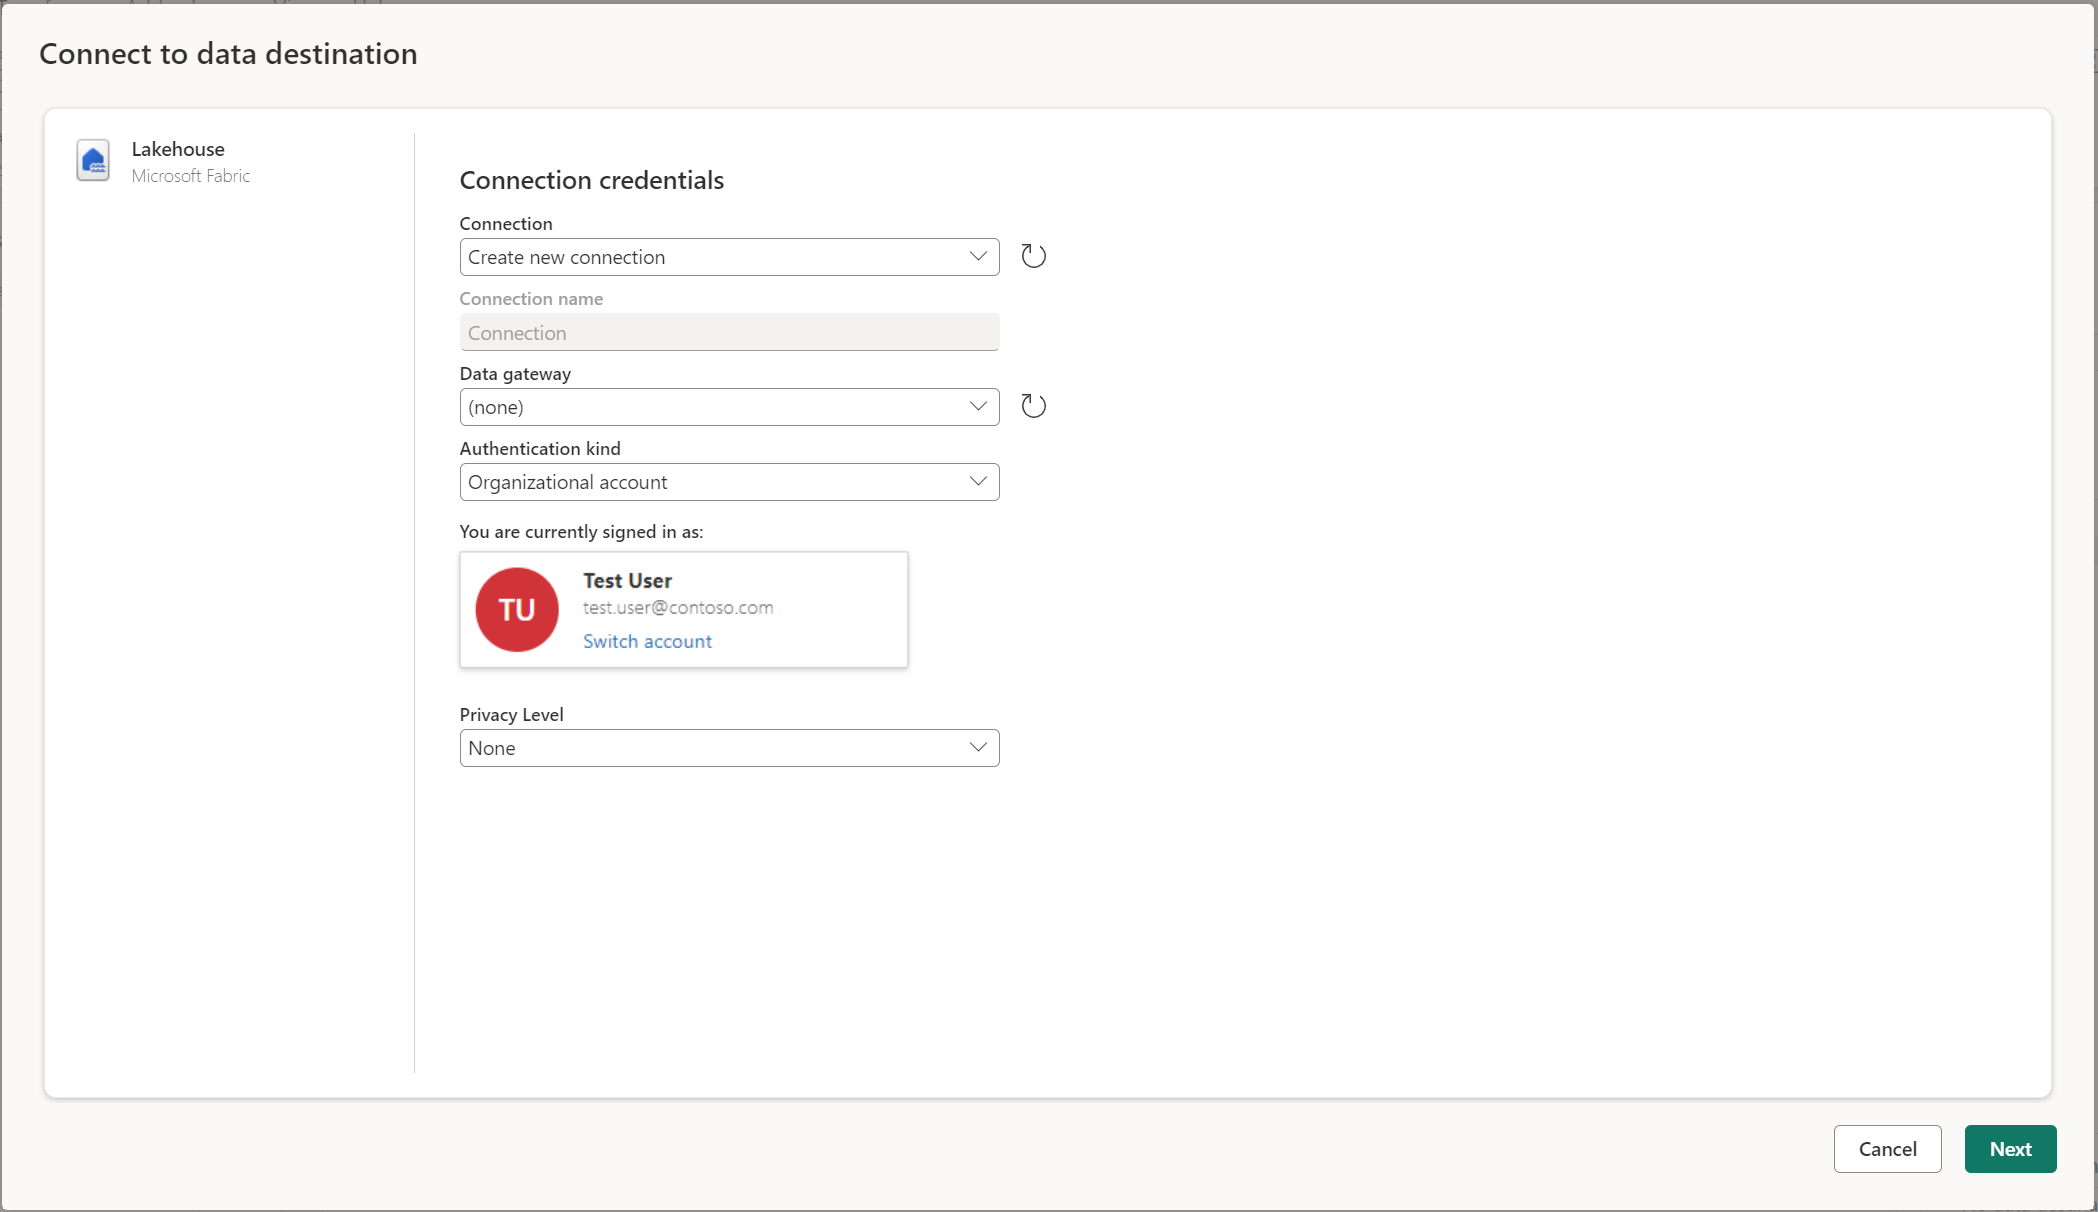 Connect to data destination
Lakehouse
Microsoft Fabric
Connection credentials
Connection
Create new connection
Connection name
Connection
Data gateway
(none)
Authentication kind
Organizational account
You are currently signed in as:
TU
Test User
test.user@contoso.com
Switch account
Privacy Level
None
Cancel
Next